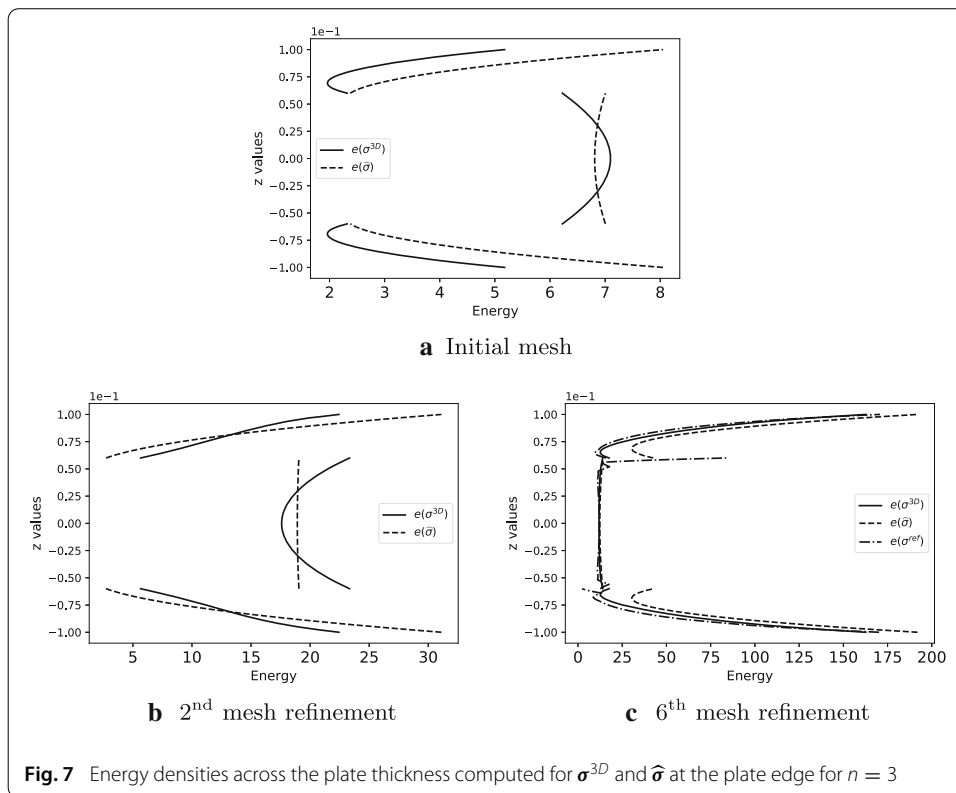 1e−1
1.00
0.75
0.50
0.25
0.00
−0.25
−0.50
−0.75
−1.00
z values
e(σ³ᴰ)
e(σ̂)
2 3 4 5 6 7 8
Energy
a Initial mesh
1e−1
1.00
0.75
0.50
0.25
0.00
−0.25
−0.50
−0.75
−1.00
z values
e(σ³ᴰ)
e(σ̂)
5 10 15 20 25 30
Energy
b 2ⁿᵈ mesh refinement
1e−1
1.00
0.75
0.50
0.25
0.00
−0.25
−0.50
−0.75
−1.00
z values
e(σ³ᴰ)
e(σ̂)
e(σʳᵉᶠ)
0 25 50 75 100 125 150 175 200
Energy
c 6ᵗʰ mesh refinement
Fig. 7 Energy densities across the plate thickness computed for σ³ᴰ and σ̂ at the plate edge for n = 3